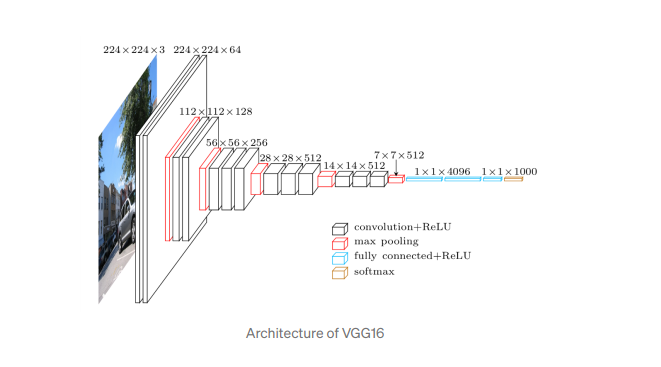 224×224×3
224×224×64
112×112×128
56×56×256
28×28×512
14×14×512
7×7×512
1×1×4096
1×1×1000
convolution+ReLU
max pooling
fully connected+ReLU
softmax
Architecture of VGG16